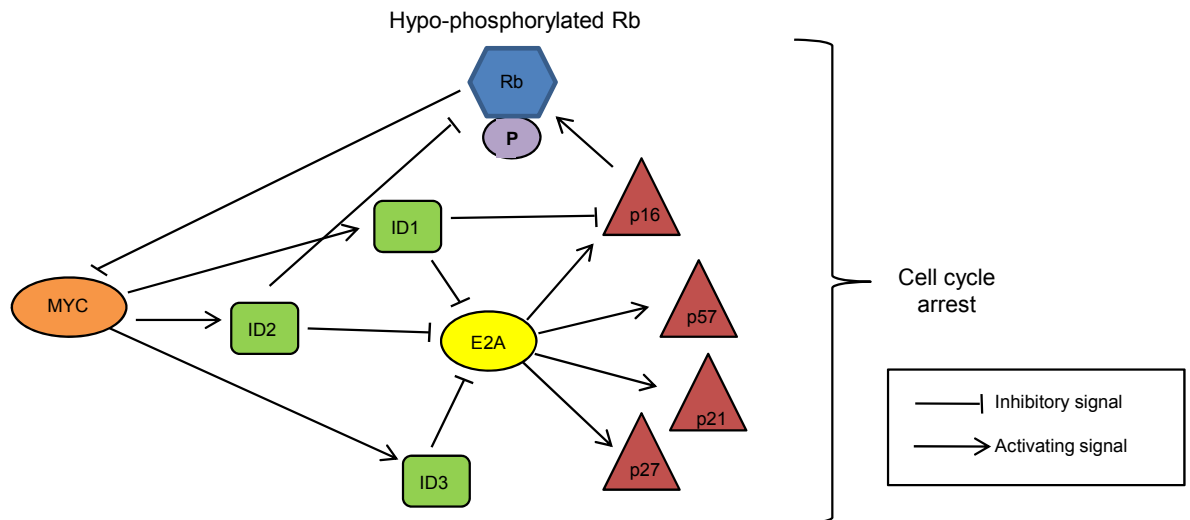 Hypo-phosphorylated Rb
Rb
P
p16
ID1
Cell cycle
arrest
MYC
ID2
E2A
p57
p21
ID3
p27
Inhibitory signal
Activating signal